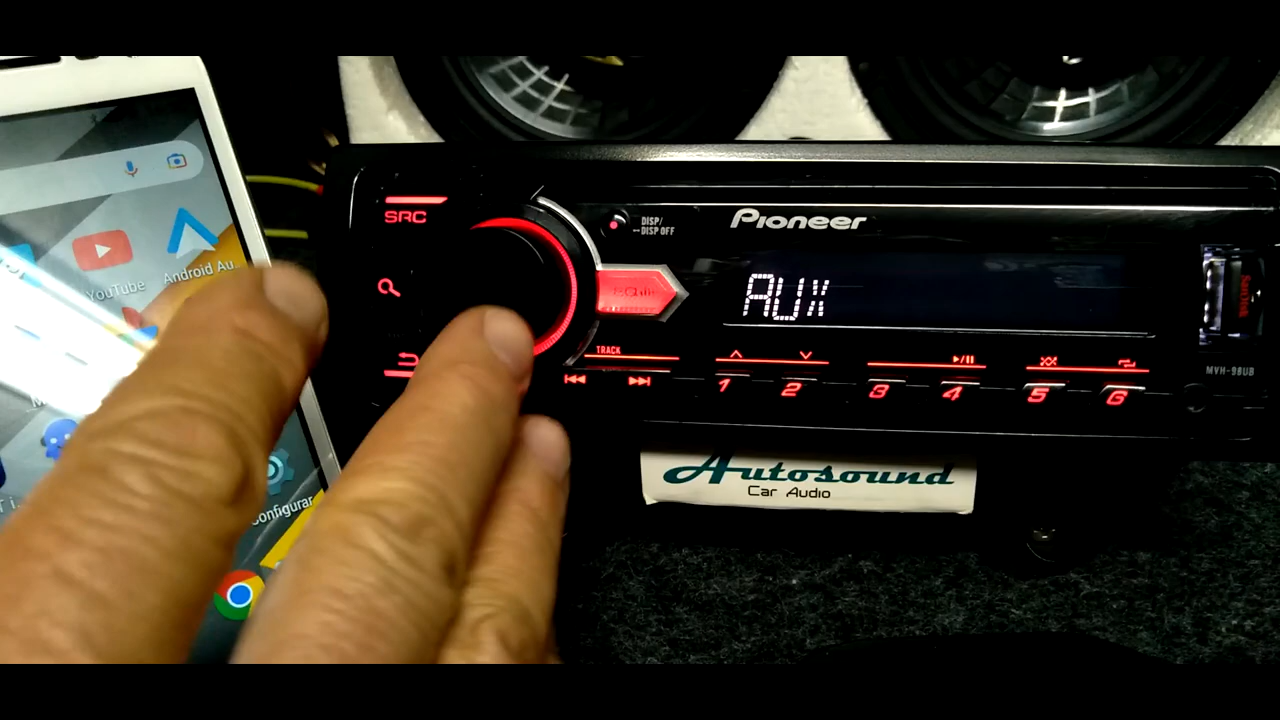 SRC
DISP/
DISP OFF
Pioneer
AUX
TRACK
1 2 3 4 5 6
MVH-98UB
SanDisk
YouTube
Android Au..
Configurar
Autosound
Car Audio